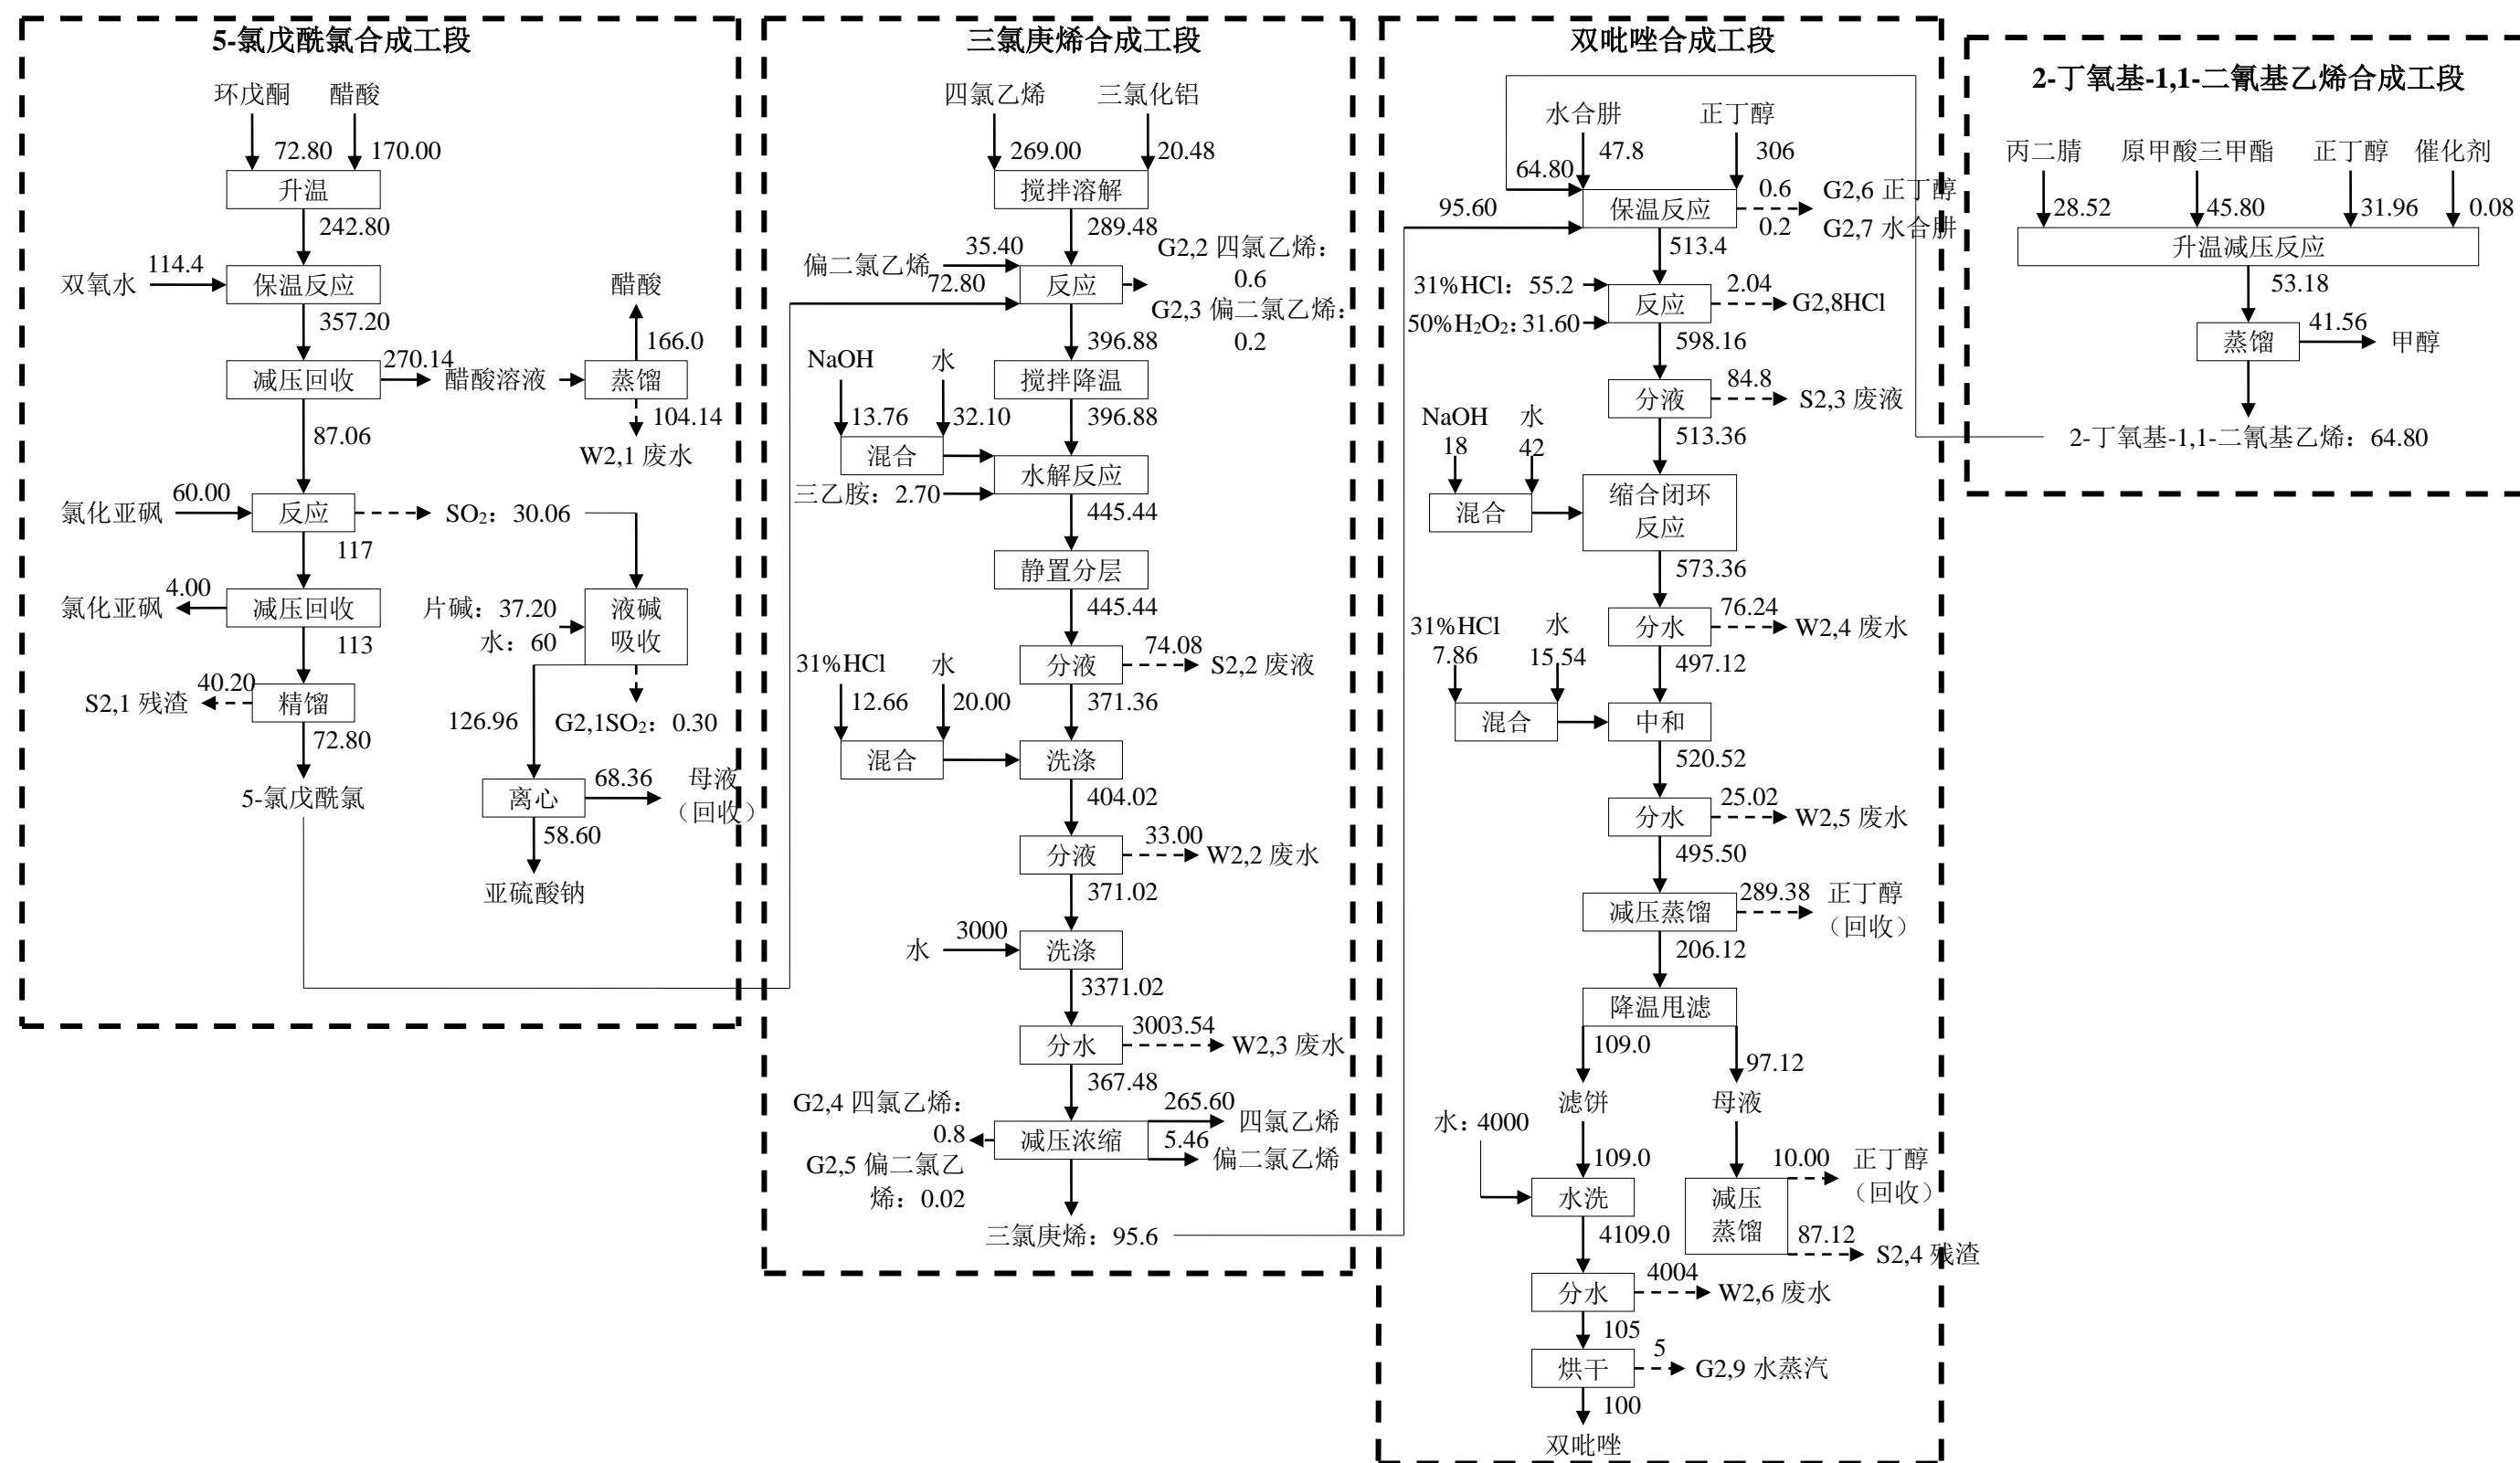 5-氯戊酰氯合成工段
环戊酮 醋酸
72.80 170.00
升温
242.80
双氧水 114.4
保温反应
357.20
减压回收
270.14
醋酸溶液
蒸馏
醋酸
166.0
104.14
W2,1 废水
87.06
氯化亚砜 60.00
反应
SO₂：30.06
117
氯化亚砜 4.00
减压回收
113
片碱：37.20
水：60
液碱
吸收
S2,1 残渣 40.20
精馏
72.80
5-氯戊酰氯
126.96
G2,1SO₂：0.30
离心
68.36
母液
（回收）
58.60
亚硫酸钠
三氯庚烯合成工段
四氯乙烯 三氯化铝
269.00 20.48
搅拌溶解
289.48
偏二氯乙烯 35.40
72.80
反应
G2,2 四氯乙烯：
0.6
G2,3 偏二氯乙烯：
0.2
396.88
搅拌降温
396.88
NaOH 水
13.76 32.10
混合
三乙胺：2.70
水解反应
445.44
静置分层
445.44
分液
74.08
S2,2 废液
371.36
31%HCl 水
12.66 20.00
混合
洗涤
404.02
分液
33.00
W2,2 废水
371.02
水 3000
洗涤
3371.02
分水
3003.54
W2,3 废水
367.48
G2,4 四氯乙烯：
0.8
G2,5 偏二氯乙
烯：0.02
减压浓缩
265.60
四氯乙烯
5.46
偏二氯乙烯
三氯庚烯：95.6
双吡唑合成工段
水合肼 正丁醇
47.8 306
64.80
95.60
保温反应
0.6 G2,6 正丁醇
0.2 G2,7 水合肼
513.4
31%HCl：55.2
50%H₂O₂：31.60
反应
2.04
G2,8HCl
598.16
分液
84.8
S2,3 废液
513.36
NaOH 水
18 42
混合
缩合闭环
反应
573.36
分水
76.24
W2,4 废水
497.12
31%HCl 水
7.86 15.54
混合
中和
520.52
分水
25.02
W2,5 废水
495.50
减压蒸馏
289.38
正丁醇
（回收）
206.12
降温甩滤
109.0 97.12
滤饼 母液
水：4000
109.0
水洗
10.00
正丁醇
（回收）
减压
蒸馏
87.12
S2,4 残渣
4109.0
分水
4004
W2,6 废水
105
烘干
5
G2,9 水蒸汽
100
双吡唑
2-丁氧基-1,1-二氰基乙烯合成工段
丙二腈 原甲酸三甲酯 正丁醇 催化剂
28.52 45.80 31.96 0.08
升温减压反应
53.18
蒸馏
41.56
甲醇
2-丁氧基-1,1-二氰基乙烯：64.80